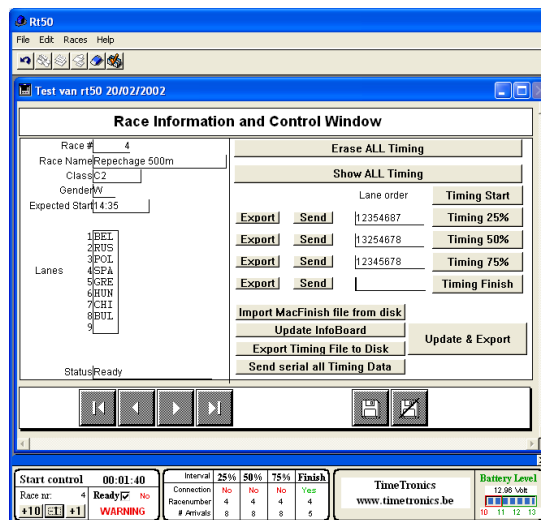 Rt50
File Edit Races Help
Test van rt50 20/02/2002
Race Information and Control Window
Race # 4
Race Name Repechage 500m
Class C2
Gender W
Expected Start 14:35
Lanes
1 BEL
2 RUS
3 POL
4 SPA
5 GRE
6 HUN
7 CHI
8 BUL
9
Status Ready
Erase ALL Timing
Show ALL Timing
Lane order Timing Start
Export Send 12354687 Timing 25%
Export Send 13254678 Timing 50%
Export Send 12345678 Timing 75%
Export Send Timing Finish
Import MacFinish file from disk
Update InfoBoard
Export Timing File to Disk
Send serial all Timing Data
Update & Export
Start control 00:01:40
Race nr: 4 Ready No
+10 +1 WARNING
Interval 25% 50% 75% Finish
Connection No No No Yes
Racenumber 4 4 4 4
# Arrivals 8 8 8 5
TimeTronics
www.timetronics.be
Battery Level
12.96 Volt
10 11 12 13